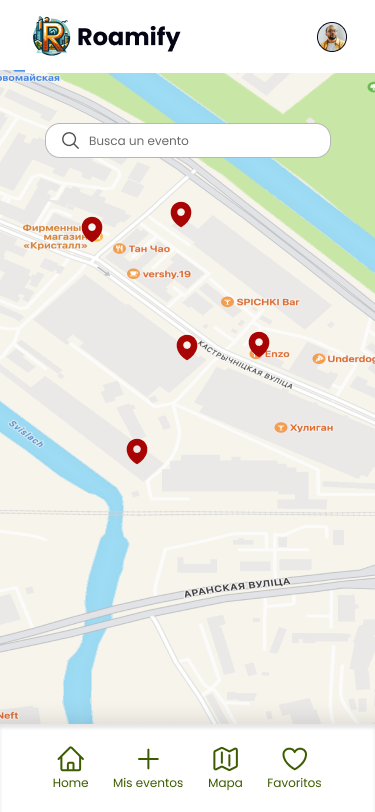 Roamify
рвомайская
Busca un evento
Фирменны
магазин
«Кристалл»
Тан Чао
vershy.19
SPICHKI Bar
КАСТРЫЧНІЦКАЯ ВУЛІЦА
Enzo
Underdog
Хулиган
Svislach
АРАНСКАЯ ВУЛІЦА
Neft
Home
Mis eventos
Mapa
Favoritos